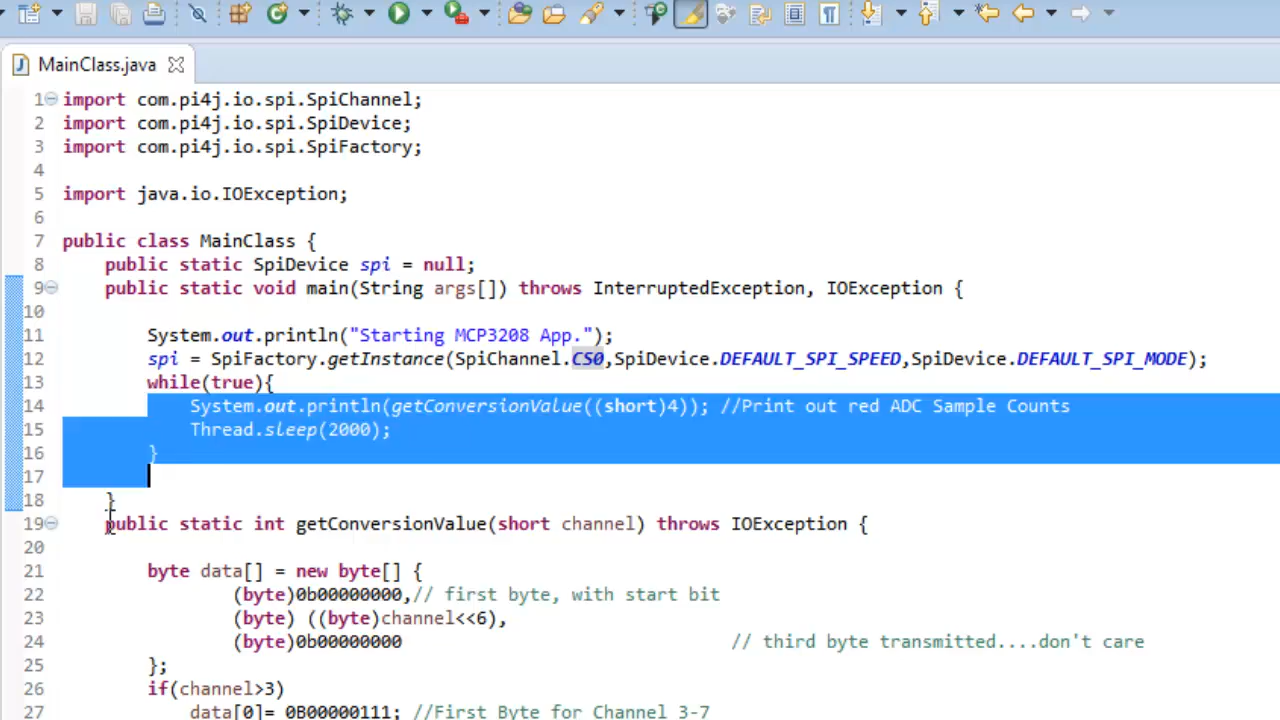 MainClass.java
1 import com.pi4j.io.spi.SpiChannel;
2 import com.pi4j.io.spi.SpiDevice;
3 import com.pi4j.io.spi.SpiFactory;
4
5 import java.io.IOException;
6
7 public class MainClass {
8 public static SpiDevice spi = null;
9 public static void main(String args[]) throws InterruptedException, IOException {
10
11 System.out.println("Starting MCP3208 App.");
12 spi = SpiFactory.getInstance(SpiChannel.CS0,SpiDevice.DEFAULT_SPI_SPEED,SpiDevice.DEFAULT_SPI_MODE);
13 while(true){
14 System.out.println(getConversionValue((short)4)); //Print out red ADC Sample Counts
15 Thread.sleep(2000);
16 }
17
18 }
19 public static int getConversionValue(short channel) throws IOException {
20
21 byte data[] = new byte[] {
22 (byte)0b00000000,// first byte, with start bit
23 (byte) ((byte)channel<<6),
24 (byte)0b00000000 // third byte transmitted....don't care
25 };
26 if(channel>3)
27 data[0]= 0B00000111; //First Byte for Channel 3-7